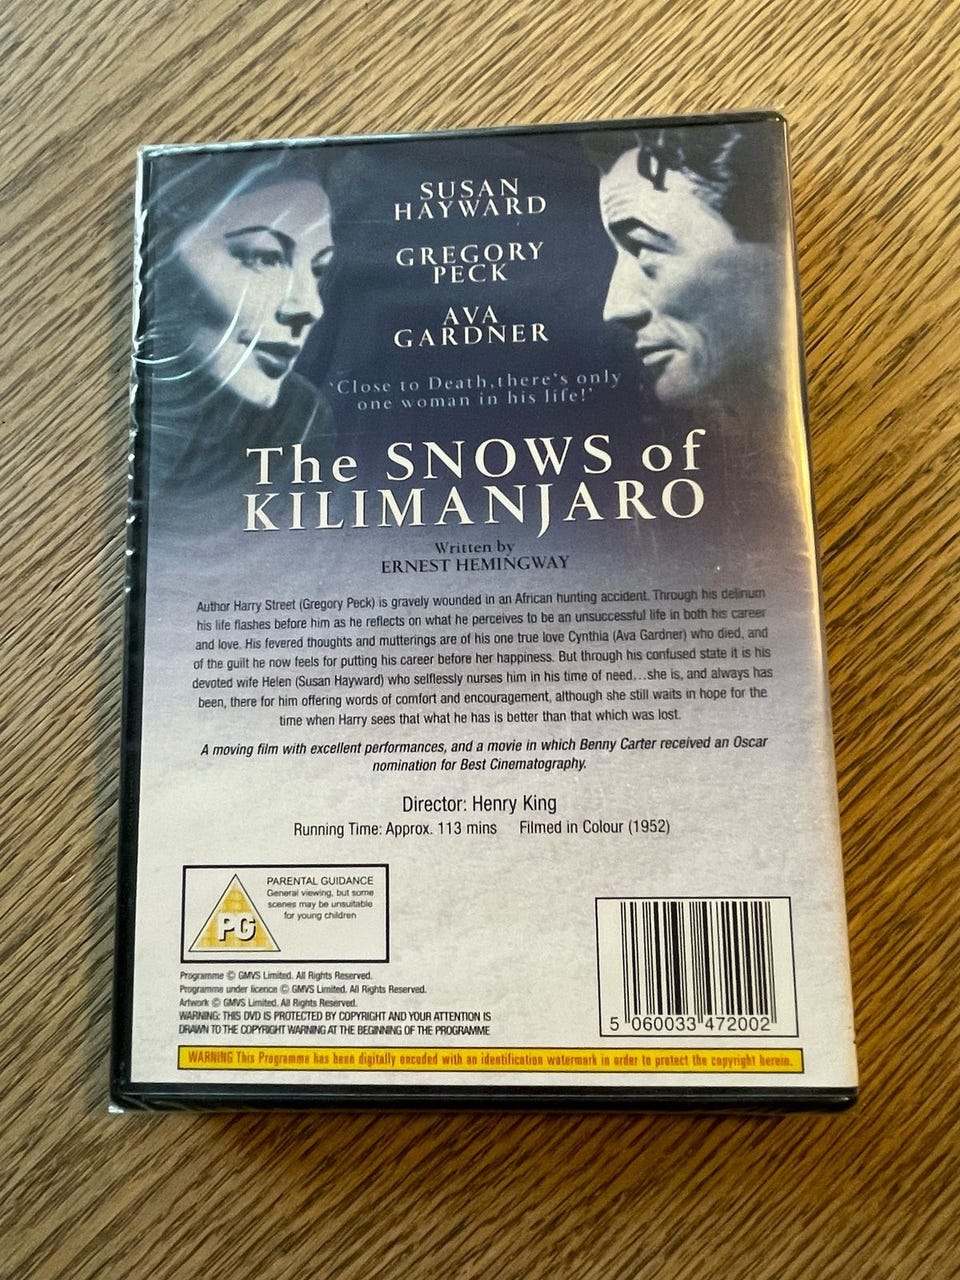 SUSAN
HAYWARD
GREGORY
PECK
AVA
GARDNER
'Close to Death, there's only
one woman in his life!'
The SNOWS of
KILIMANJARO
Written by
ERNEST HEMINGWAY
Author Harry Street (Gregory Peck) is gravely wounded in an African hunting accident. Through his delirium
his life flashes before him as he reflects on what he perceives to be an unsuccessful life in both his career
and love. His fevered thoughts and mutterings are of his one true love Cynthia (Ava Gardner) who died, and
of the guilt he now feels for putting his career before her happiness. But through his confused state it is his
devoted wife Helen (Susan Hayward) who selflessly nurses him in his time of need...she is, and always has
been, there for him offering words of comfort and encouragement, although she still waits in hope for the
time when Harry sees that what he has is better than that which was lost.
A moving film with excellent performances, and a movie in which Benny Carter received an Oscar
nomination for Best Cinematography.
Director: Henry King
Running Time: Approx. 113 mins Filmed in Colour (1952)
PARENTAL GUIDANCE
General viewing, but some
scenes may be unsuitable
for young children
PG
Programme © GMVS Limited. All Rights Reserved.
Programme under licence © GMVS Limited. All Rights Reserved.
Artwork © GMVS Limited. All Rights Reserved.
WARNING: THIS DVD IS PROTECTED BY COPYRIGHT AND YOUR ATTENTION IS
DRAWN TO THE COPYRIGHT WARNING AT THE BEGINNING OF THE PROGRAMME
5 060033 472002
WARNING This Programme has been digitally encoded with an identification watermark in order to protect the copyright herein.